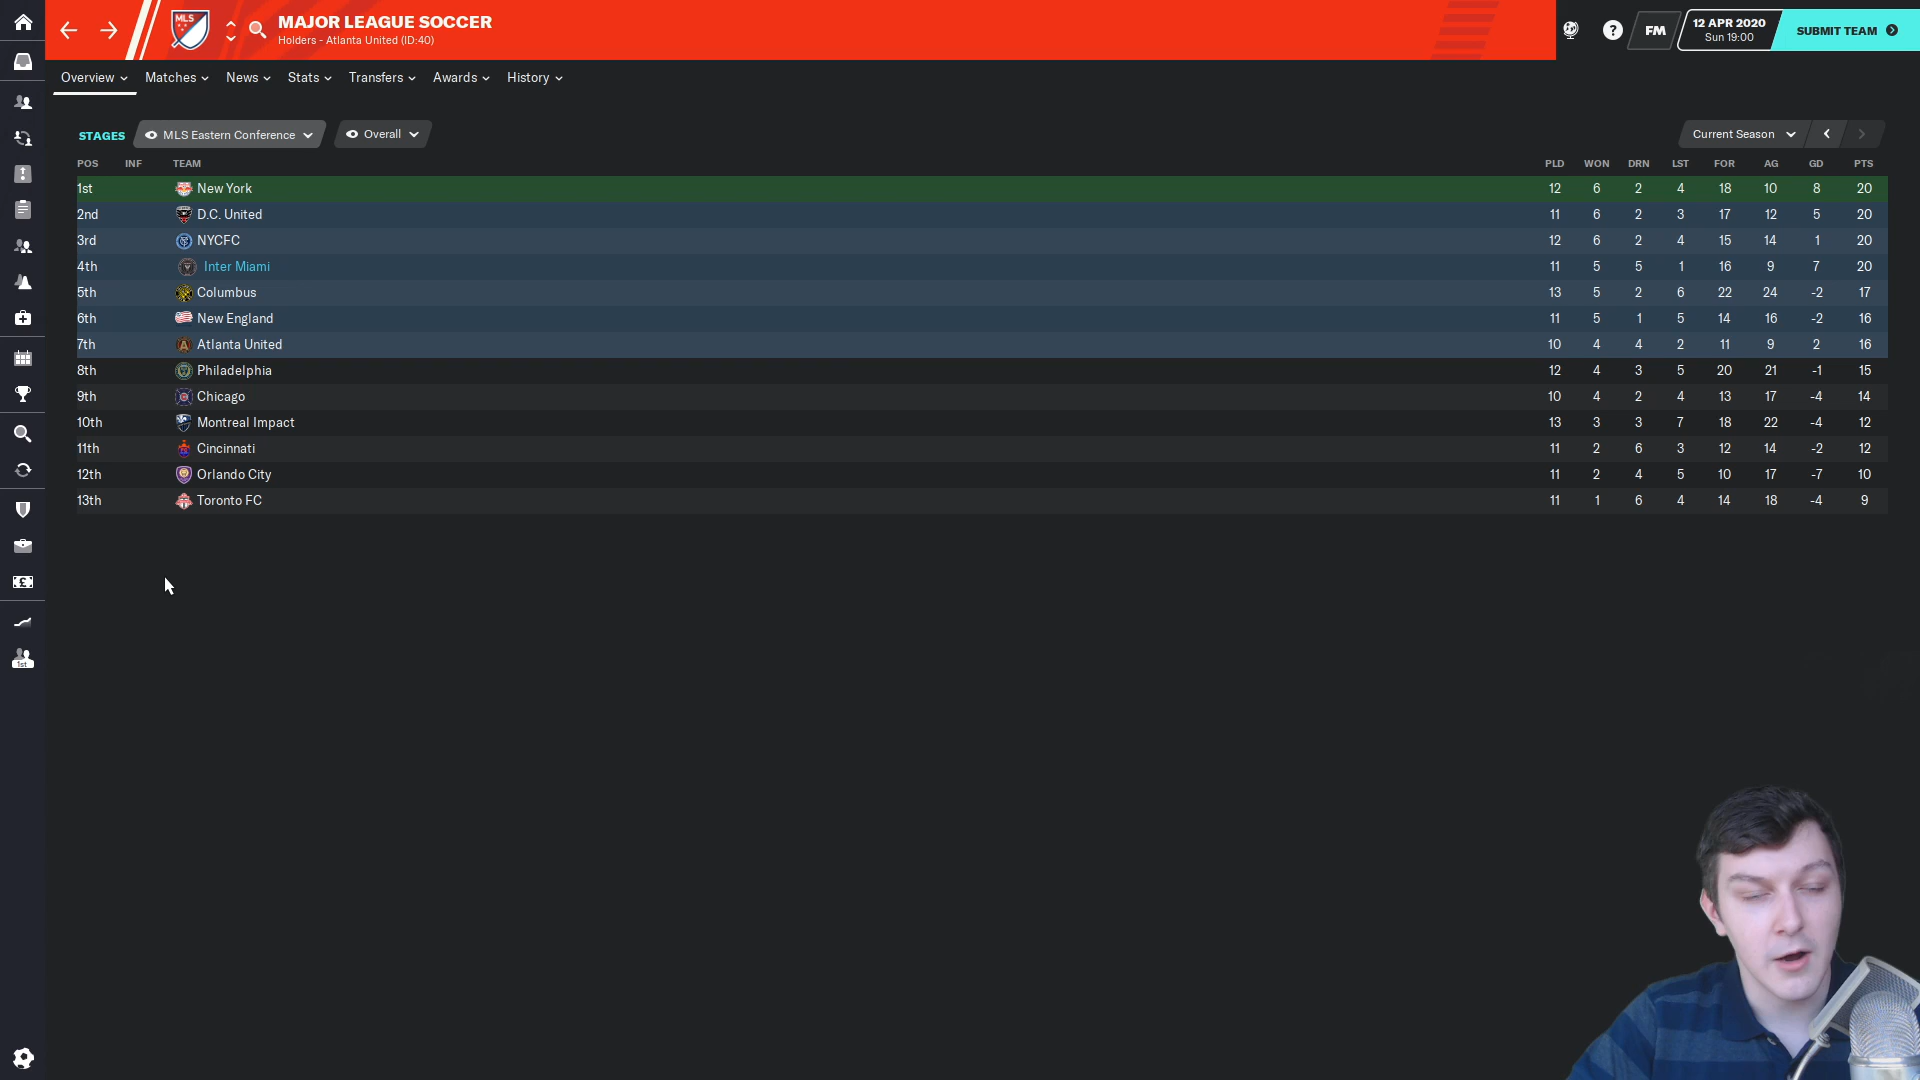 MLS
MAJOR LEAGUE SOCCER
Holders - Atlanta United (ID:40)
?
FM
12 APR 2020
Sun 19:00
SUBMIT TEAM
Overview Matches News Stats Transfers Awards History
STAGES MLS Eastern Conference Overall Current Season
POS INF TEAM PLD WON DRN LST FOR AG GD PTS
1st New York 12 6 2 4 18 10 8 20
2nd D.C. United 11 6 2 3 17 12 5 20
3rd NYCFC 12 6 2 4 15 14 1 20
4th Inter Miami 11 5 5 1 16 9 7 20
5th Columbus 13 5 2 6 22 24 -2 17
6th New England 11 5 1 5 14 16 -2 16
7th Atlanta United 10 4 4 2 11 9 2 16
8th Philadelphia 12 4 3 5 20 21 -1 15
9th Chicago 10 4 2 4 13 17 -4 14
10th Montreal Impact 13 3 3 7 18 22 -4 12
11th Cincinnati 11 2 6 3 12 14 -2 12
12th Orlando City 11 2 4 5 10 17 -7 10
13th Toronto FC 11 1 6 4 14 18 -4 9
£
1st